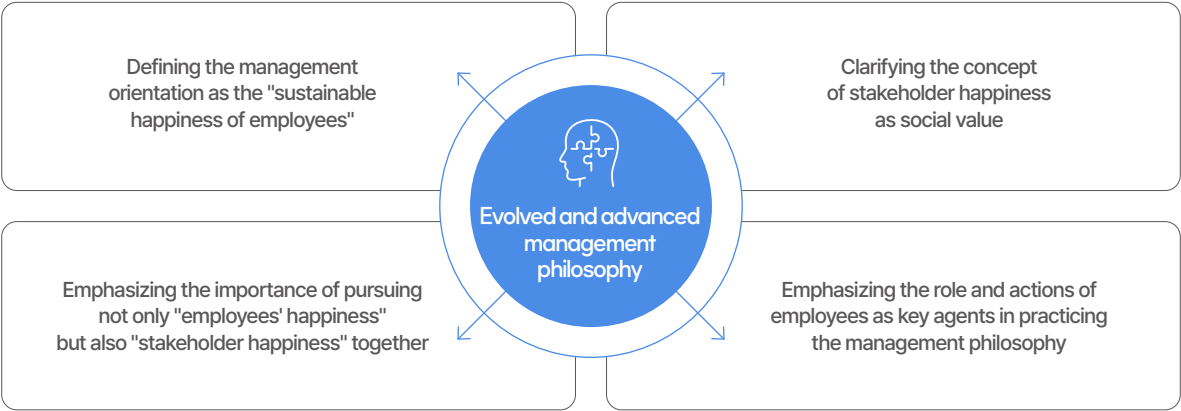 Defining the management
orientation as the "sustainable
happiness of employees"
Clarifying the concept
of stakeholder happiness
as social value
Evolved and advanced
management
philosophy
Emphasizing the importance of pursuing
not only "employees' happiness"
but also "stakeholder happiness" together
Emphasizing the role and actions of
employees as key agents in practicing
the management philosophy